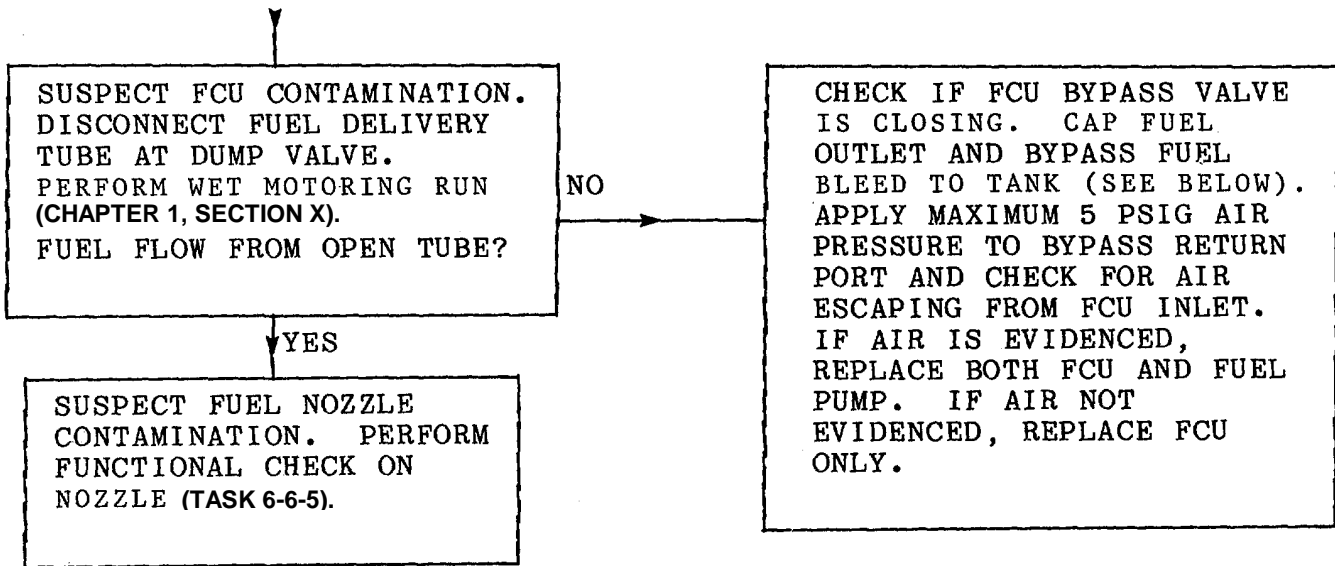 SUSPECT FCU CONTAMINATION.
DISCONNECT FUEL DELIVERY
TUBE AT DUMP VALVE.
PERFORM WET MOTORING RUN
(CHAPTER 1, SECTION X).
FUEL FLOW FROM OPEN TUBE?
NO
CHECK IF FCU BYPASS VALVE
IS CLOSING. CAP FUEL
OUTLET AND BYPASS FUEL
BLEED TO TANK (SEE BELOW).
APPLY MAXIMUM 5 PSIG AIR
PRESSURE TO BYPASS RETURN
PORT AND CHECK FOR AIR
ESCAPING FROM FCU INLET.
IF AIR IS EVIDENCED,
REPLACE BOTH FCU AND FUEL
PUMP. IF AIR NOT
EVIDENCED, REPLACE FCU
ONLY.
YES
SUSPECT FUEL NOZZLE
CONTAMINATION. PERFORM
FUNCTIONAL CHECK ON
NOZZLE (TASK 6-6-5).